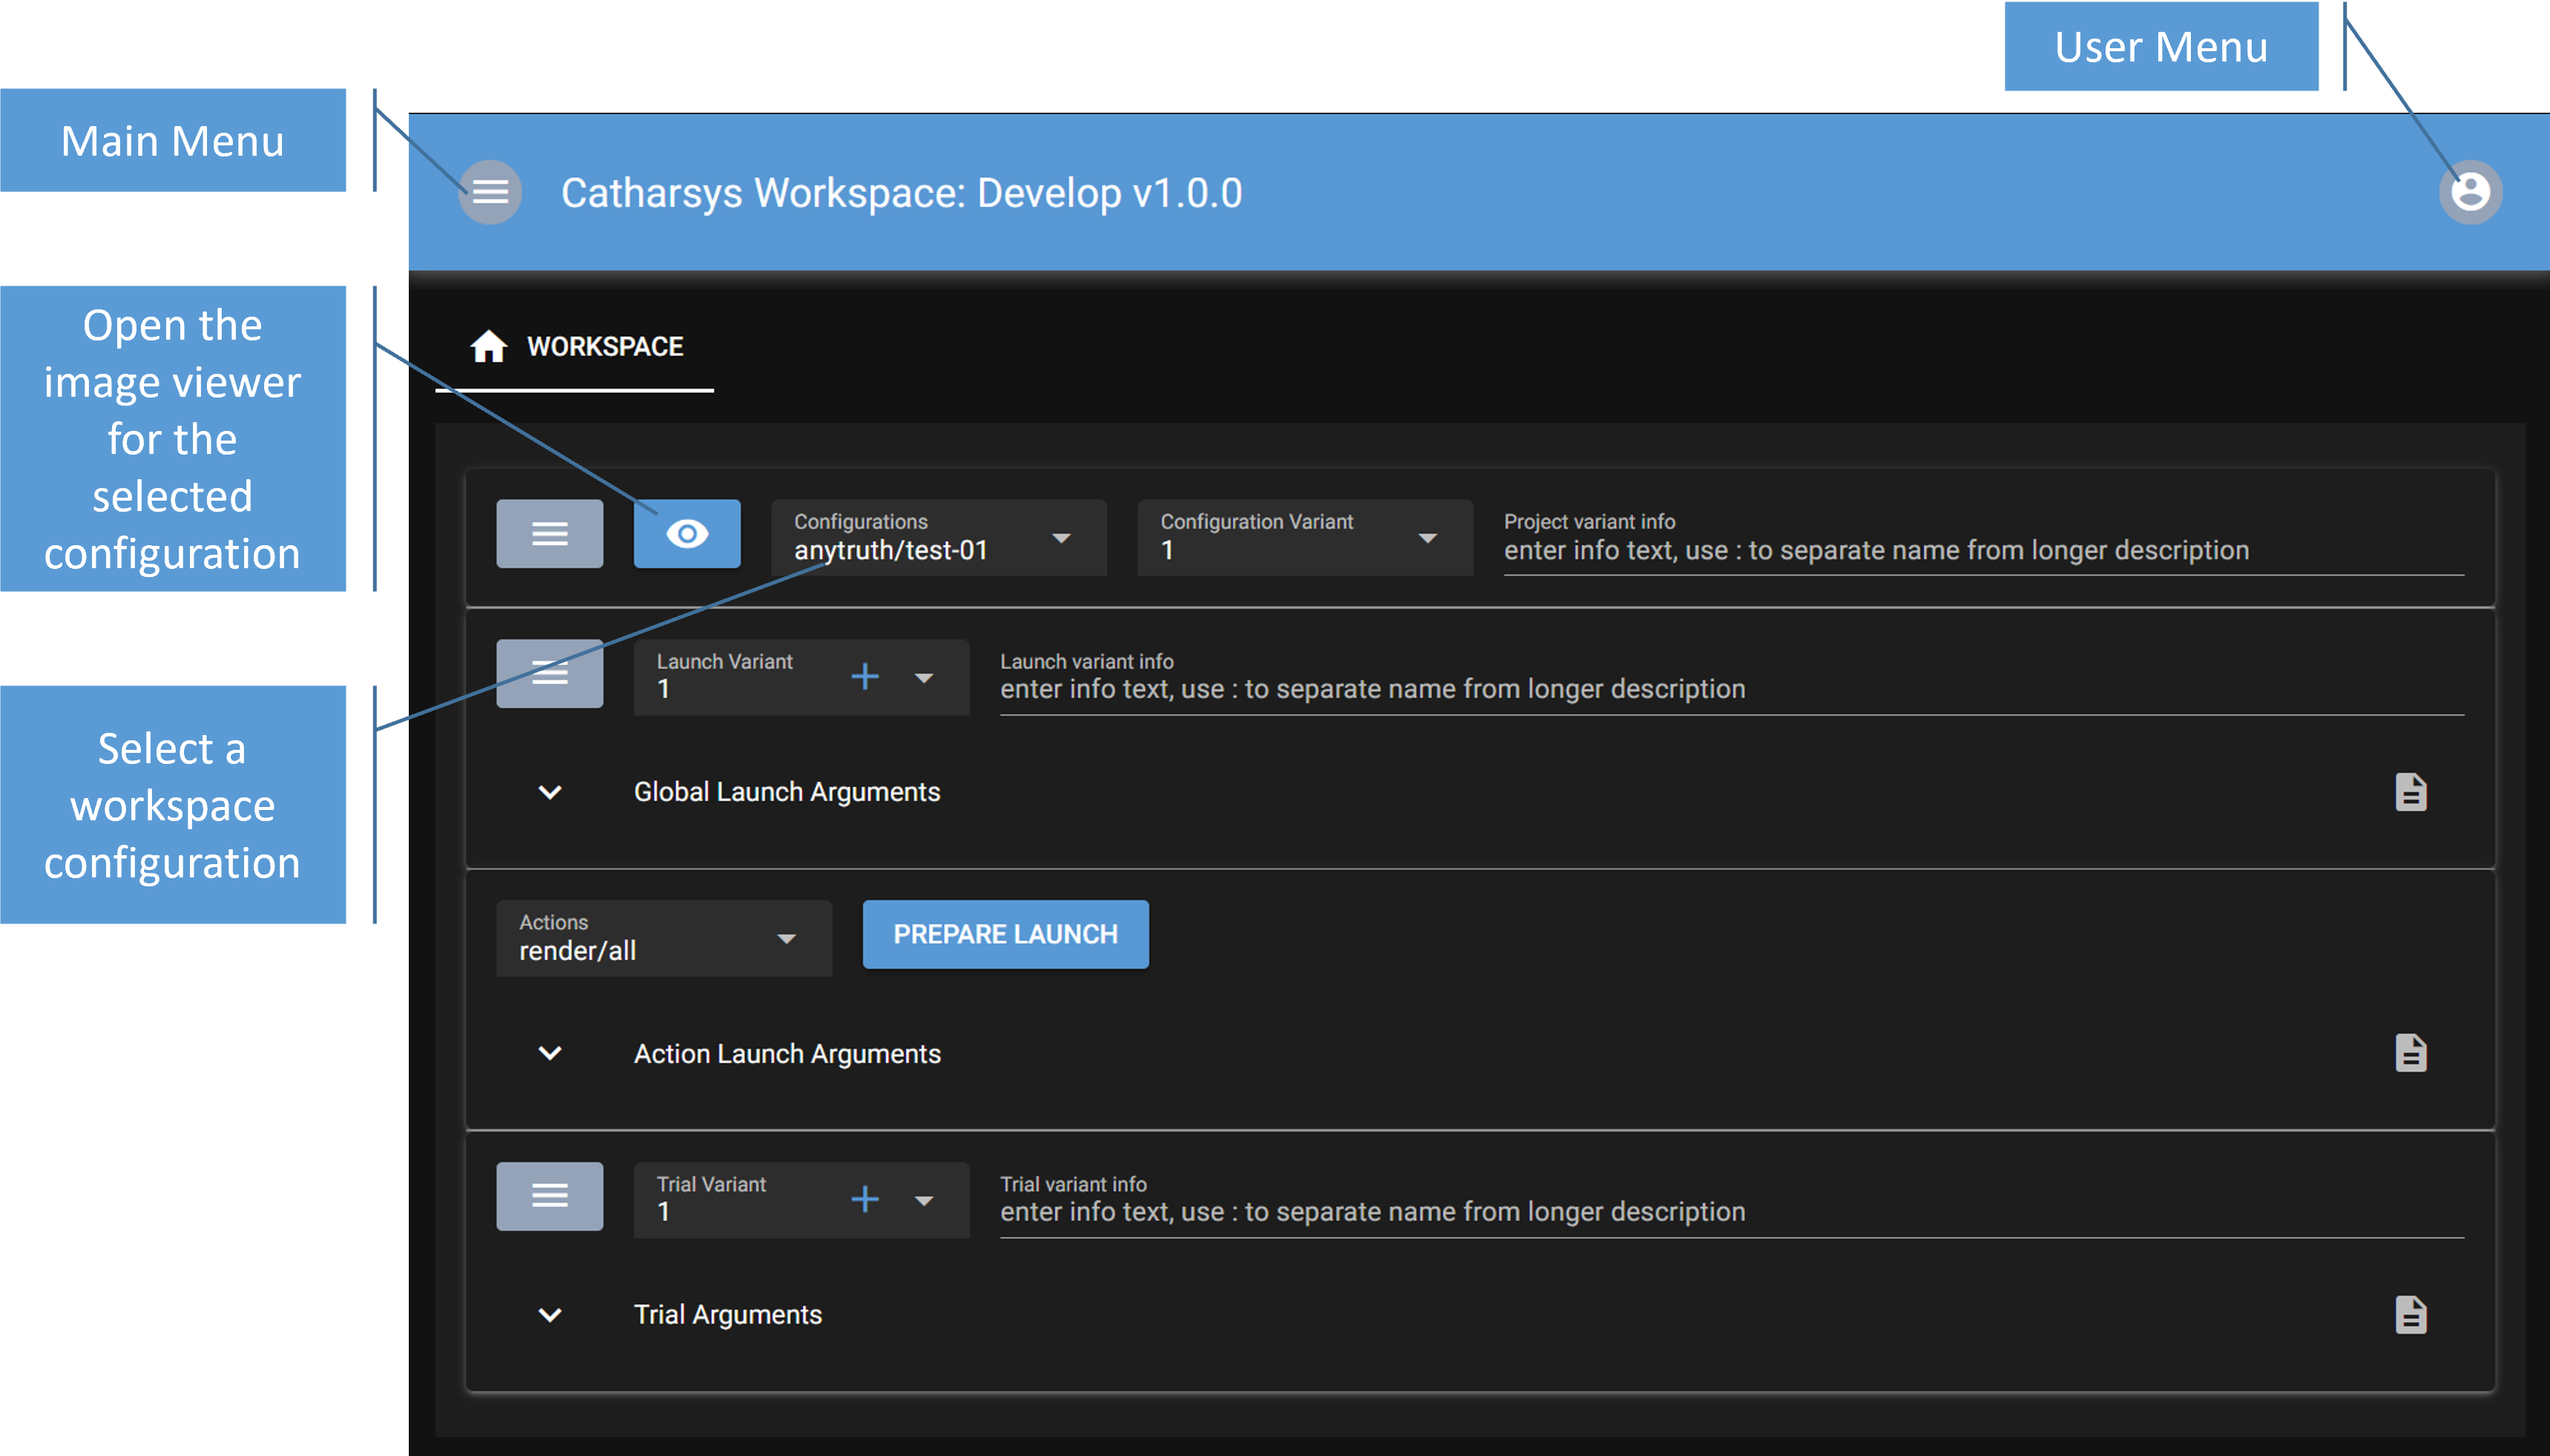 User Menu
Main Menu
Catharsys Workspace: Develop v1.0.0
Open the
image viewer
for the
selected
configuration
WORKSPACE
Configurations
anytruth/test-01
Configuration Variant
1
Project variant info
enter info text, use : to separate name from longer description
Select a
workspace
configuration
Launch Variant
1
Launch variant info
enter info text, use : to separate name from longer description
Global Launch Arguments
Actions
render/all
PREPARE LAUNCH
Action Launch Arguments
Trial Variant
1
Trial variant info
enter info text, use : to separate name from longer description
Trial Arguments